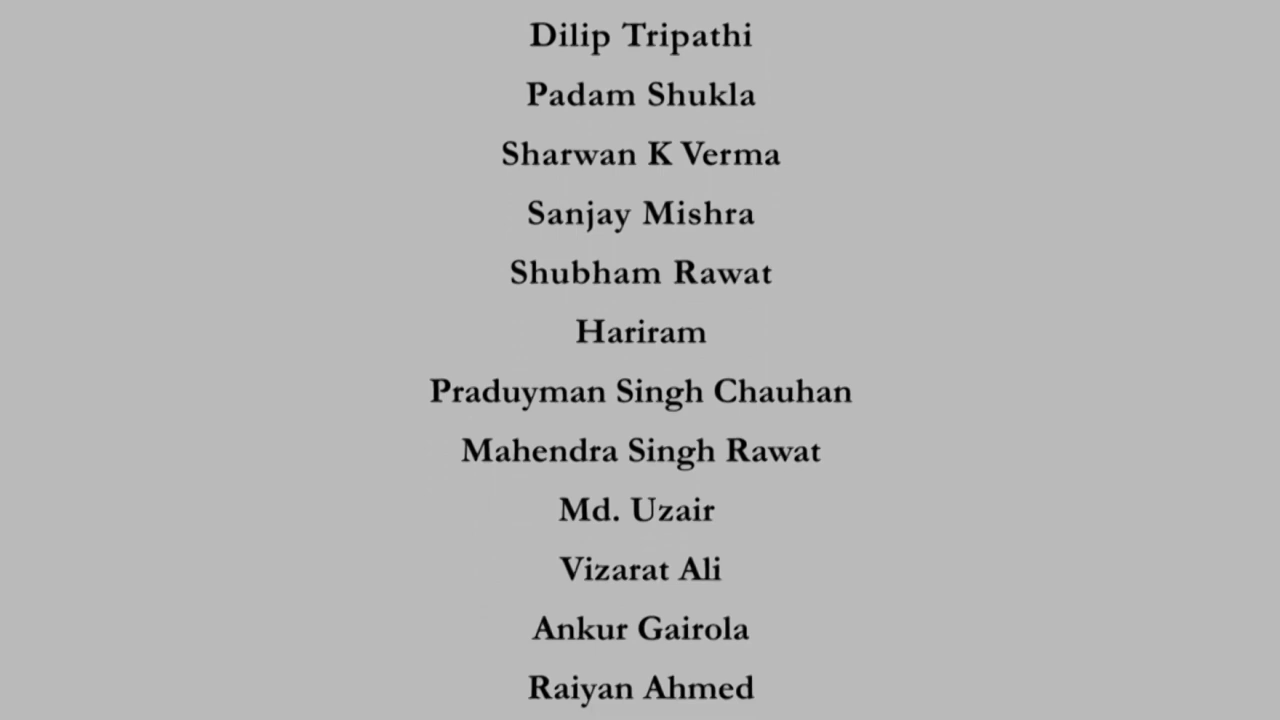 Dilip Tripathi
Padam Shukla
Sharwan K Verma
Sanjay Mishra
Shubham Rawat
Hariram
Praduyman Singh Chauhan
Mahendra Singh Rawat
Md. Uzair
Vizarat Ali
Ankur Gairola
Raiyan Ahmed